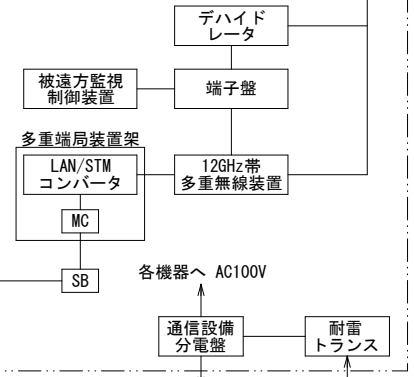 デハイド
レータ
被遠方監視
制御装置
端子盤
多重端局装置架
LAN/STM
コンバータ
12GHz帯
多重無線装置
MC
SB
各機器へ AC100V
通信設備
分電盤
耐雷
トランス